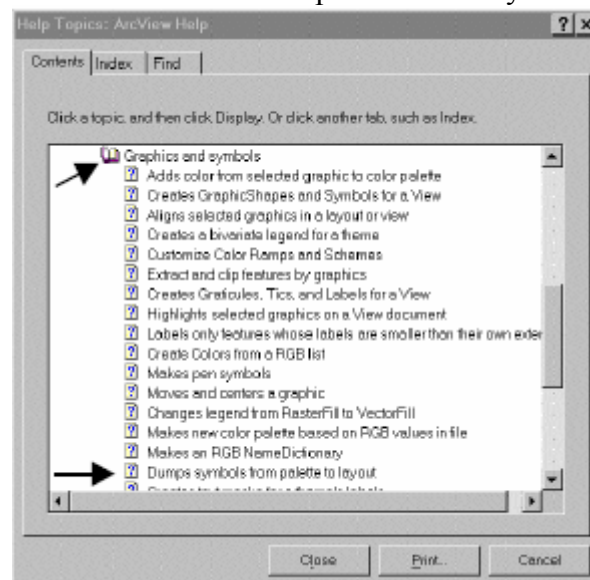 Help Topics: ArcView Help
Contents Index Find
Click a topic, and then click Display. Or click another tab, such as Index.
Graphics and symbols
Adds color from selected graphic to color palette
Creates GraphicShapes and Symbols for a View
Aligns selected graphics in a layout or view
Creates a bivariate legend for a theme
Customize Color Ramps and Schemes
Extract and clip features by graphics
Creates Graticules, Tics, and Labels for a View
Highlights selected graphics on a View document
Labels only features whose labels are smaller than their own exter
Create Colors from a RGB list
Makes pen symbols
Moves and centers a graphic
Changes legend from RasterFill to VectorFill
Makes new color palette based on RGB values in file
Makes an RGB NameDictionary
Dumps symbols from palette to layout
Close Print... Cancel